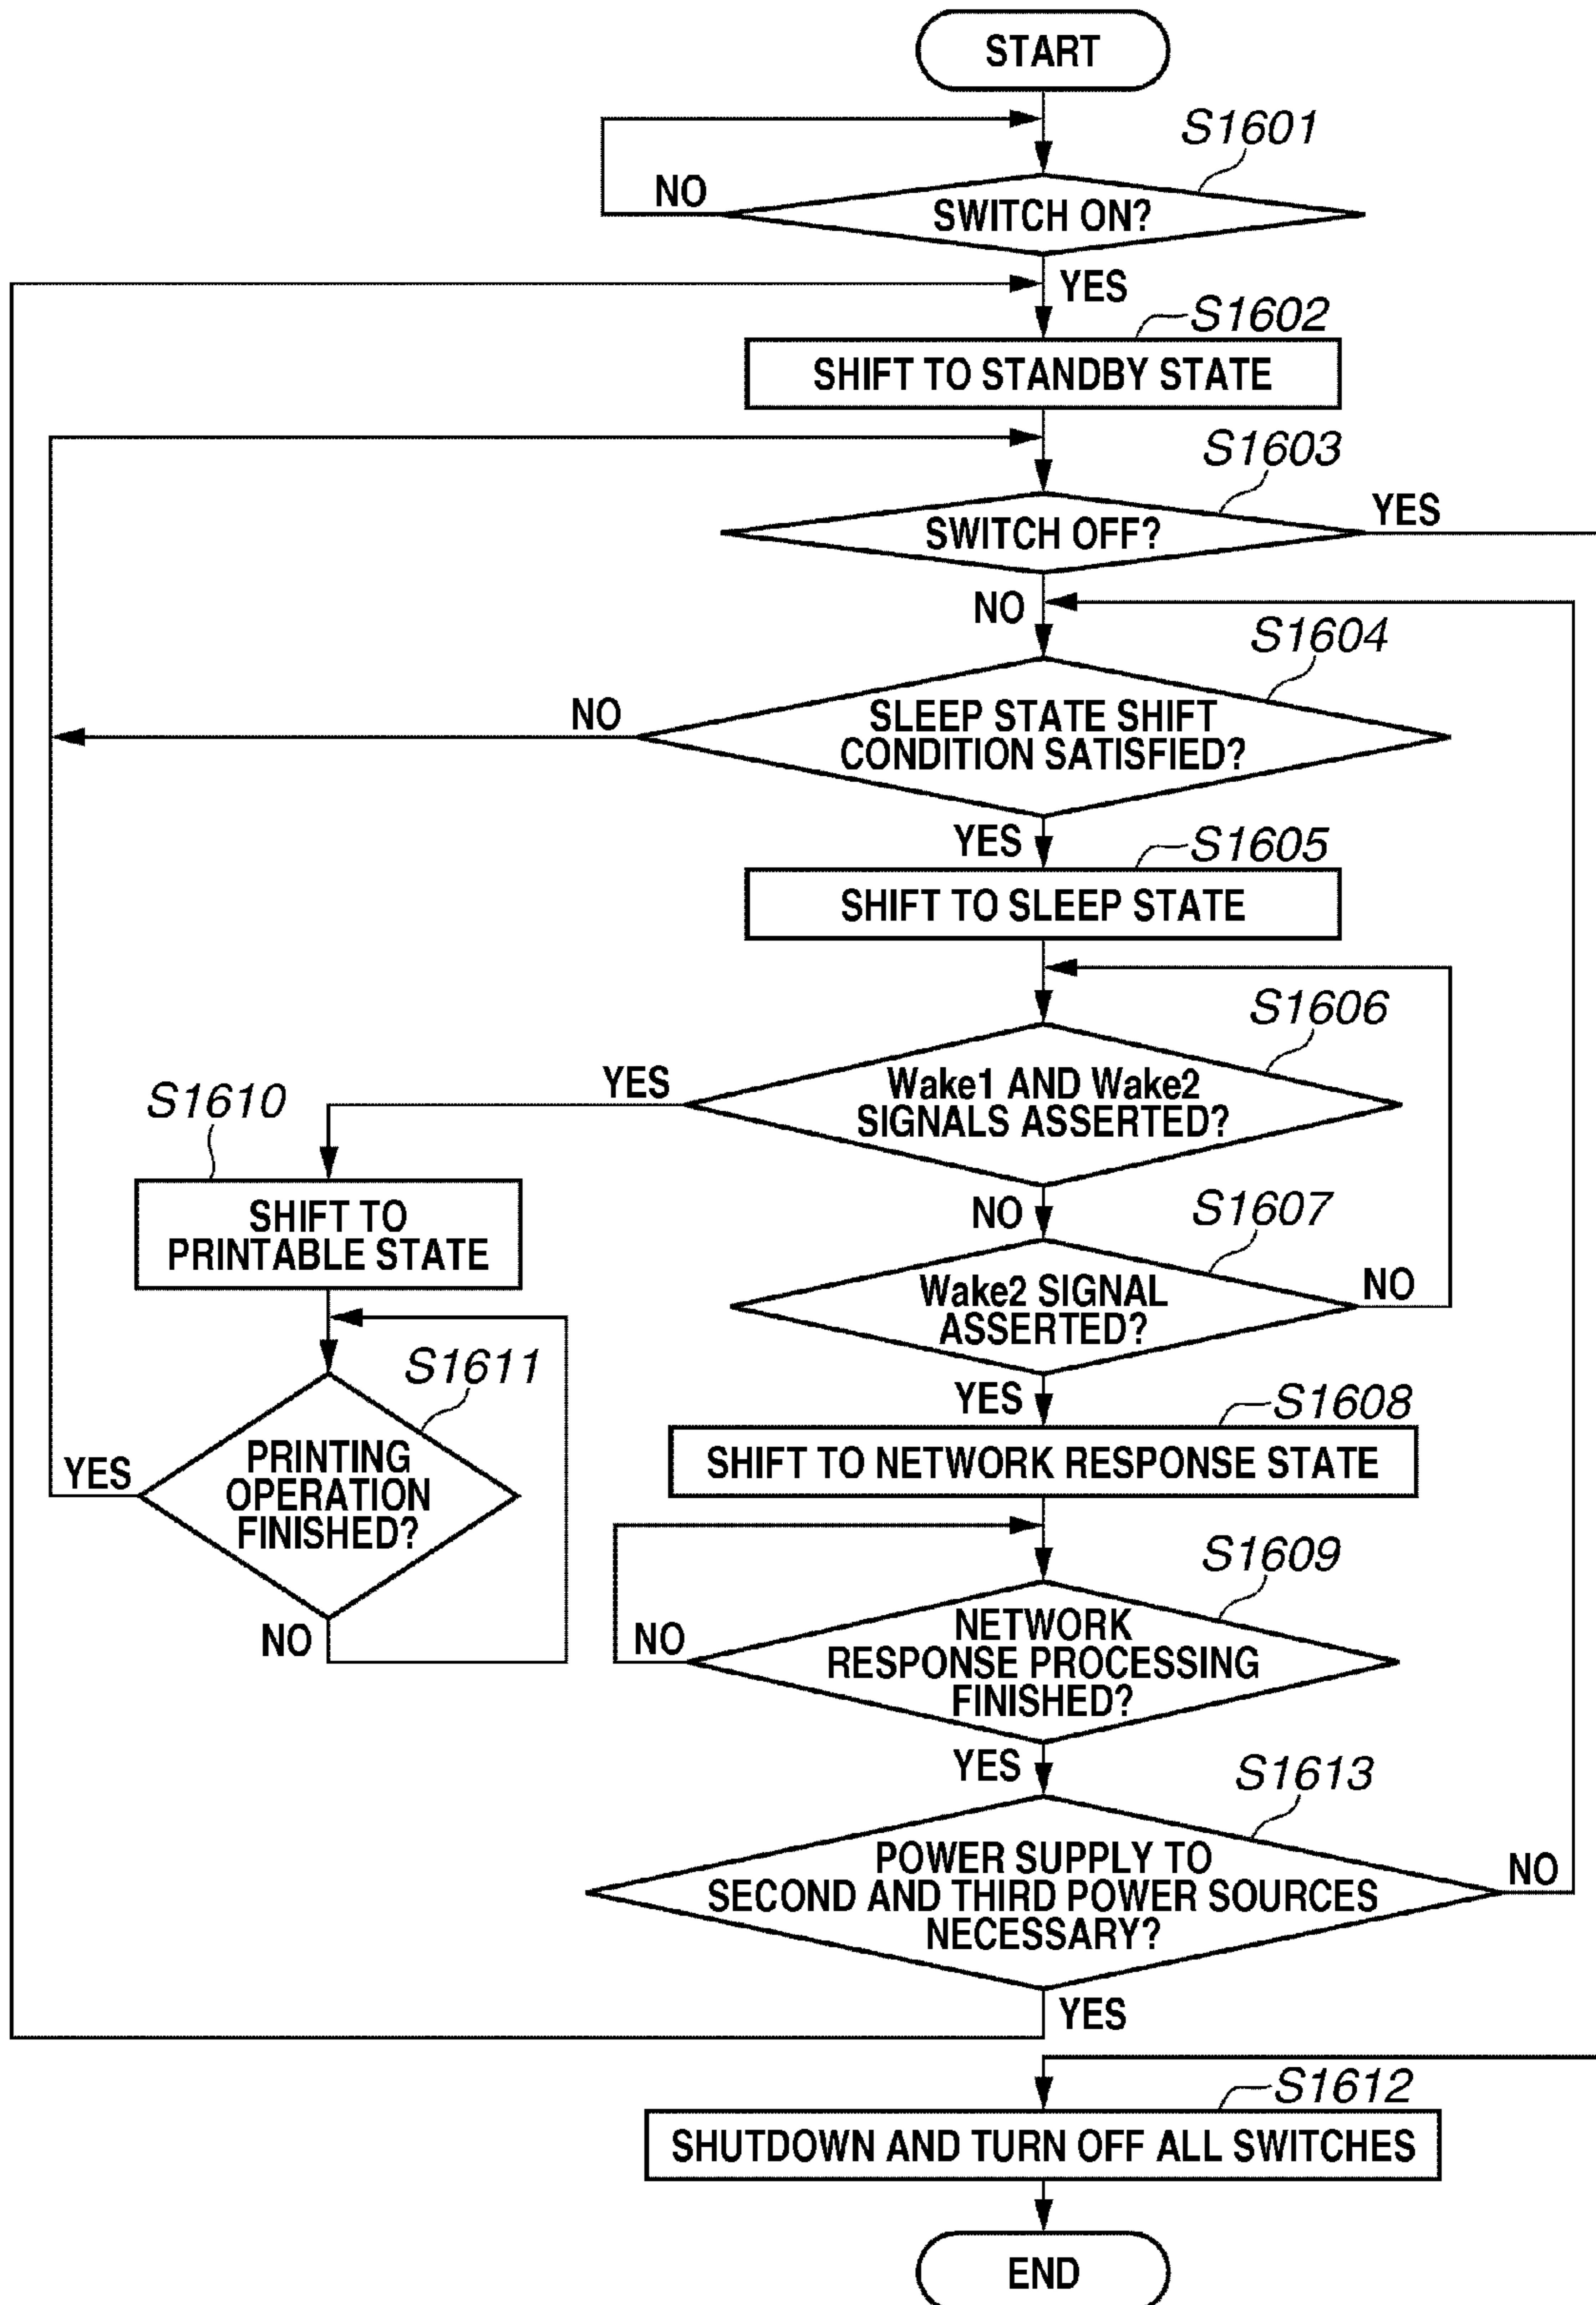 START
S1601
NO
SWITCH ON?
YES
S1602
SHIFT TO STANDBY STATE
S1603
YES
SWITCH OFF?
NO
S1604
NO
SLEEP STATE SHIFT
CONDITION SATISFIED?
YES
S1605
SHIFT TO SLEEP STATE
S1606
YES
Wake1 AND Wake2
SIGNALS ASSERTED?
S1610
SHIFT TO
PRINTABLE STATE
NO
S1607
Wake2 SIGNAL
ASSERTED?
NO
S1611
PRINTING
OPERATION
FINISHED?
YES
NO
YES
S1608
SHIFT TO NETWORK RESPONSE STATE
S1609
NO
NETWORK
RESPONSE PROCESSING
FINISHED?
YES
S1613
POWER SUPPLY TO
SECOND AND THIRD POWER SOURCES
NECESSARY?
NO
YES
S1612
SHUTDOWN AND TURN OFF ALL SWITCHES
END